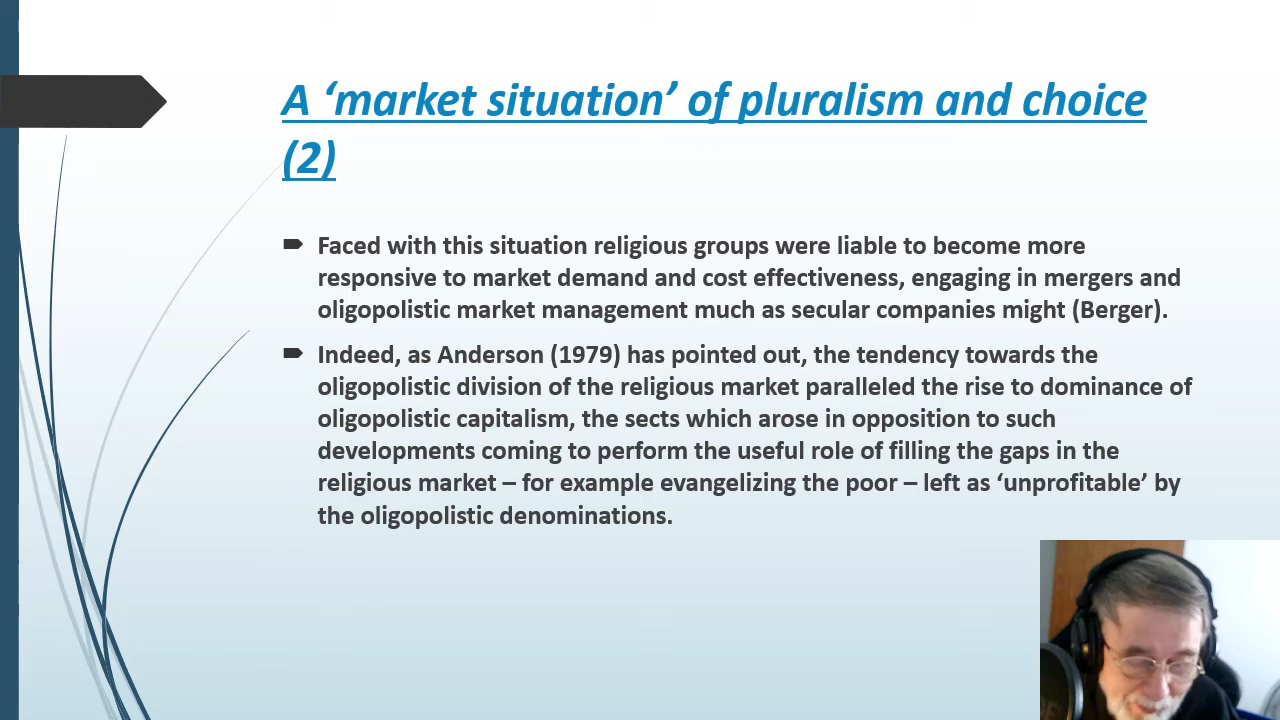 A ‘market situation’ of pluralism and choice
(2)
Faced with this situation religious groups were liable to become more
responsive to market demand and cost effectiveness, engaging in mergers and
oligopolistic market management much as secular companies might (Berger).
Indeed, as Anderson (1979) has pointed out, the tendency towards the
oligopolistic division of the religious market paralleled the rise to dominance of
oligopolistic capitalism, the sects which arose in opposition to such
developments coming to perform the useful role of filling the gaps in the
religious market – for example evangelizing the poor – left as ‘unprofitable’ by
the oligopolistic denominations.